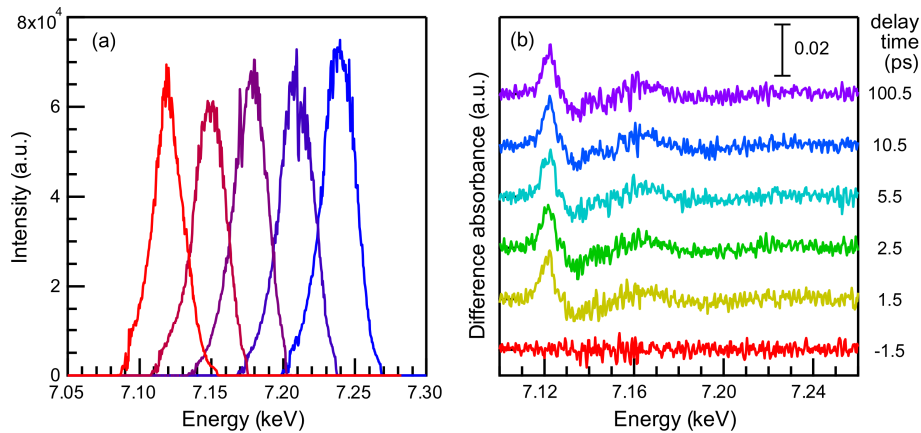 8x10⁴
(a)
6
4
2
0
Intensity (a.u.)
7.05 7.10 7.15 7.20 7.25 7.30
Energy (keV)
(b)
0.02
delay
time
(ps)
100.5
10.5
5.5
2.5
1.5
-1.5
Difference absorbance (a.u.)
7.12 7.16 7.20 7.24
Energy (keV)